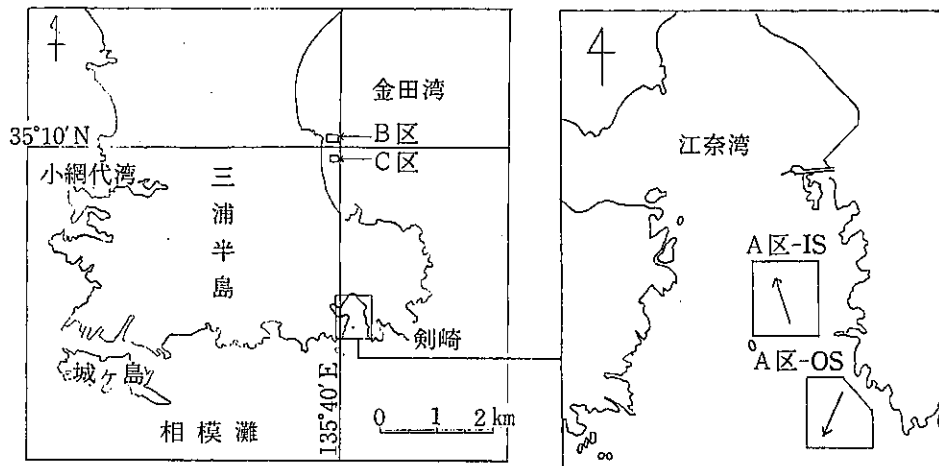 金田湾
B区
35°10′N
C区
小網代湾
三浦半島
剣崎
城ヶ島
135°40′E
0 1 2 km
相模灘
江奈湾
A区-IS
A区-OS